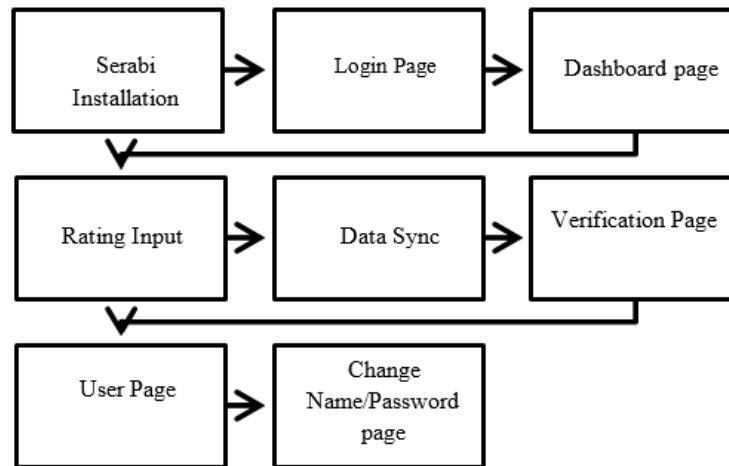 Serabi
Installation
Login Page
Dashboard page
Rating Input
Data Sync
Verification Page
User Page
Change
Name/Password
page